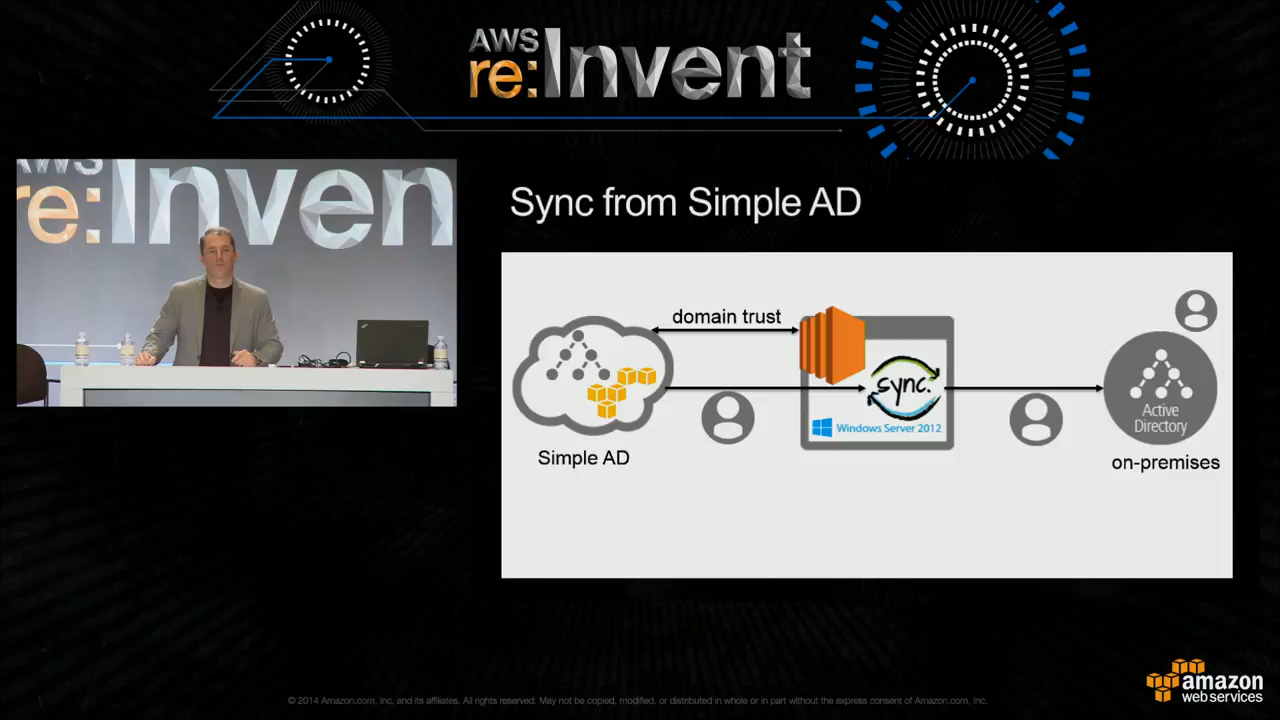 AWS
re:Invent
AWS
re:Inven
Sync from Simple AD
domain trust
sync.
Windows Server 2012
Active
Directory
Simple AD
on-premises
© 2014 Amazon.com, Inc, and its affiliates. All rights reserved. May not be copied, modified, or distributed in whole or in part without the express consent of Amazon.com, Inc.
amazon
web services